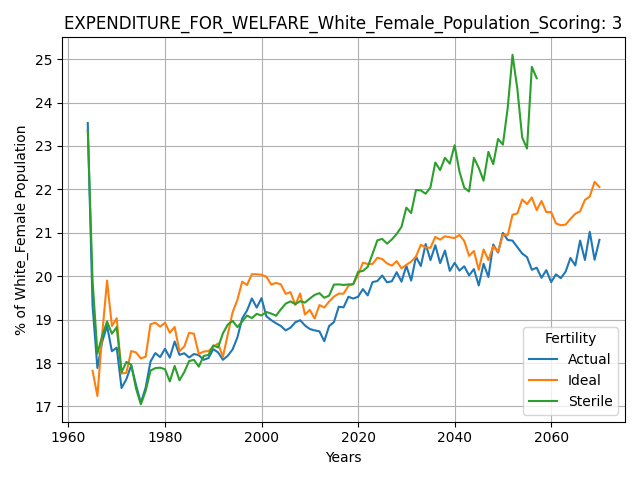 EXPENDITURE_FOR_WELFARE_White_Female_Population_Scoring: 3
% of White_Female Population
25
24
23
22
21
20
19
18
17
1960
1980
2000
2020
2040
2060
Years
Fertility
Actual
Ideal
Sterile